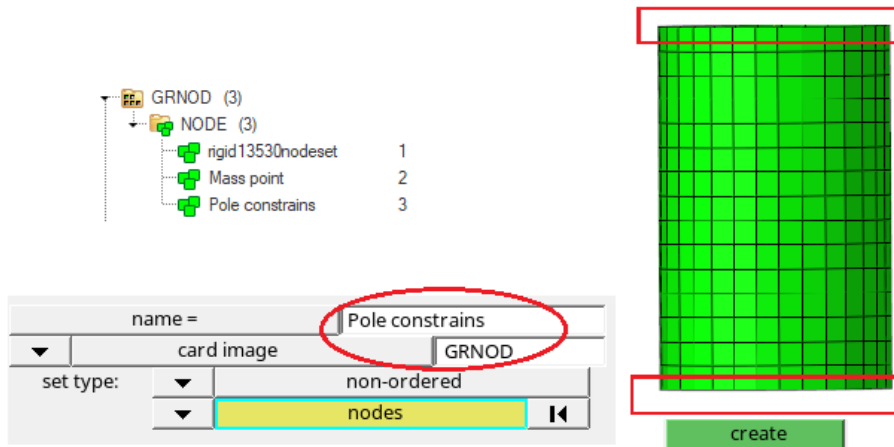 GRNOD (3)
NODE (3)
rigid13530nodeset 1
Mass point 2
Pole constrains 3
name = Pole constrains
card image GRNOD
set type: non-ordered
nodes
create